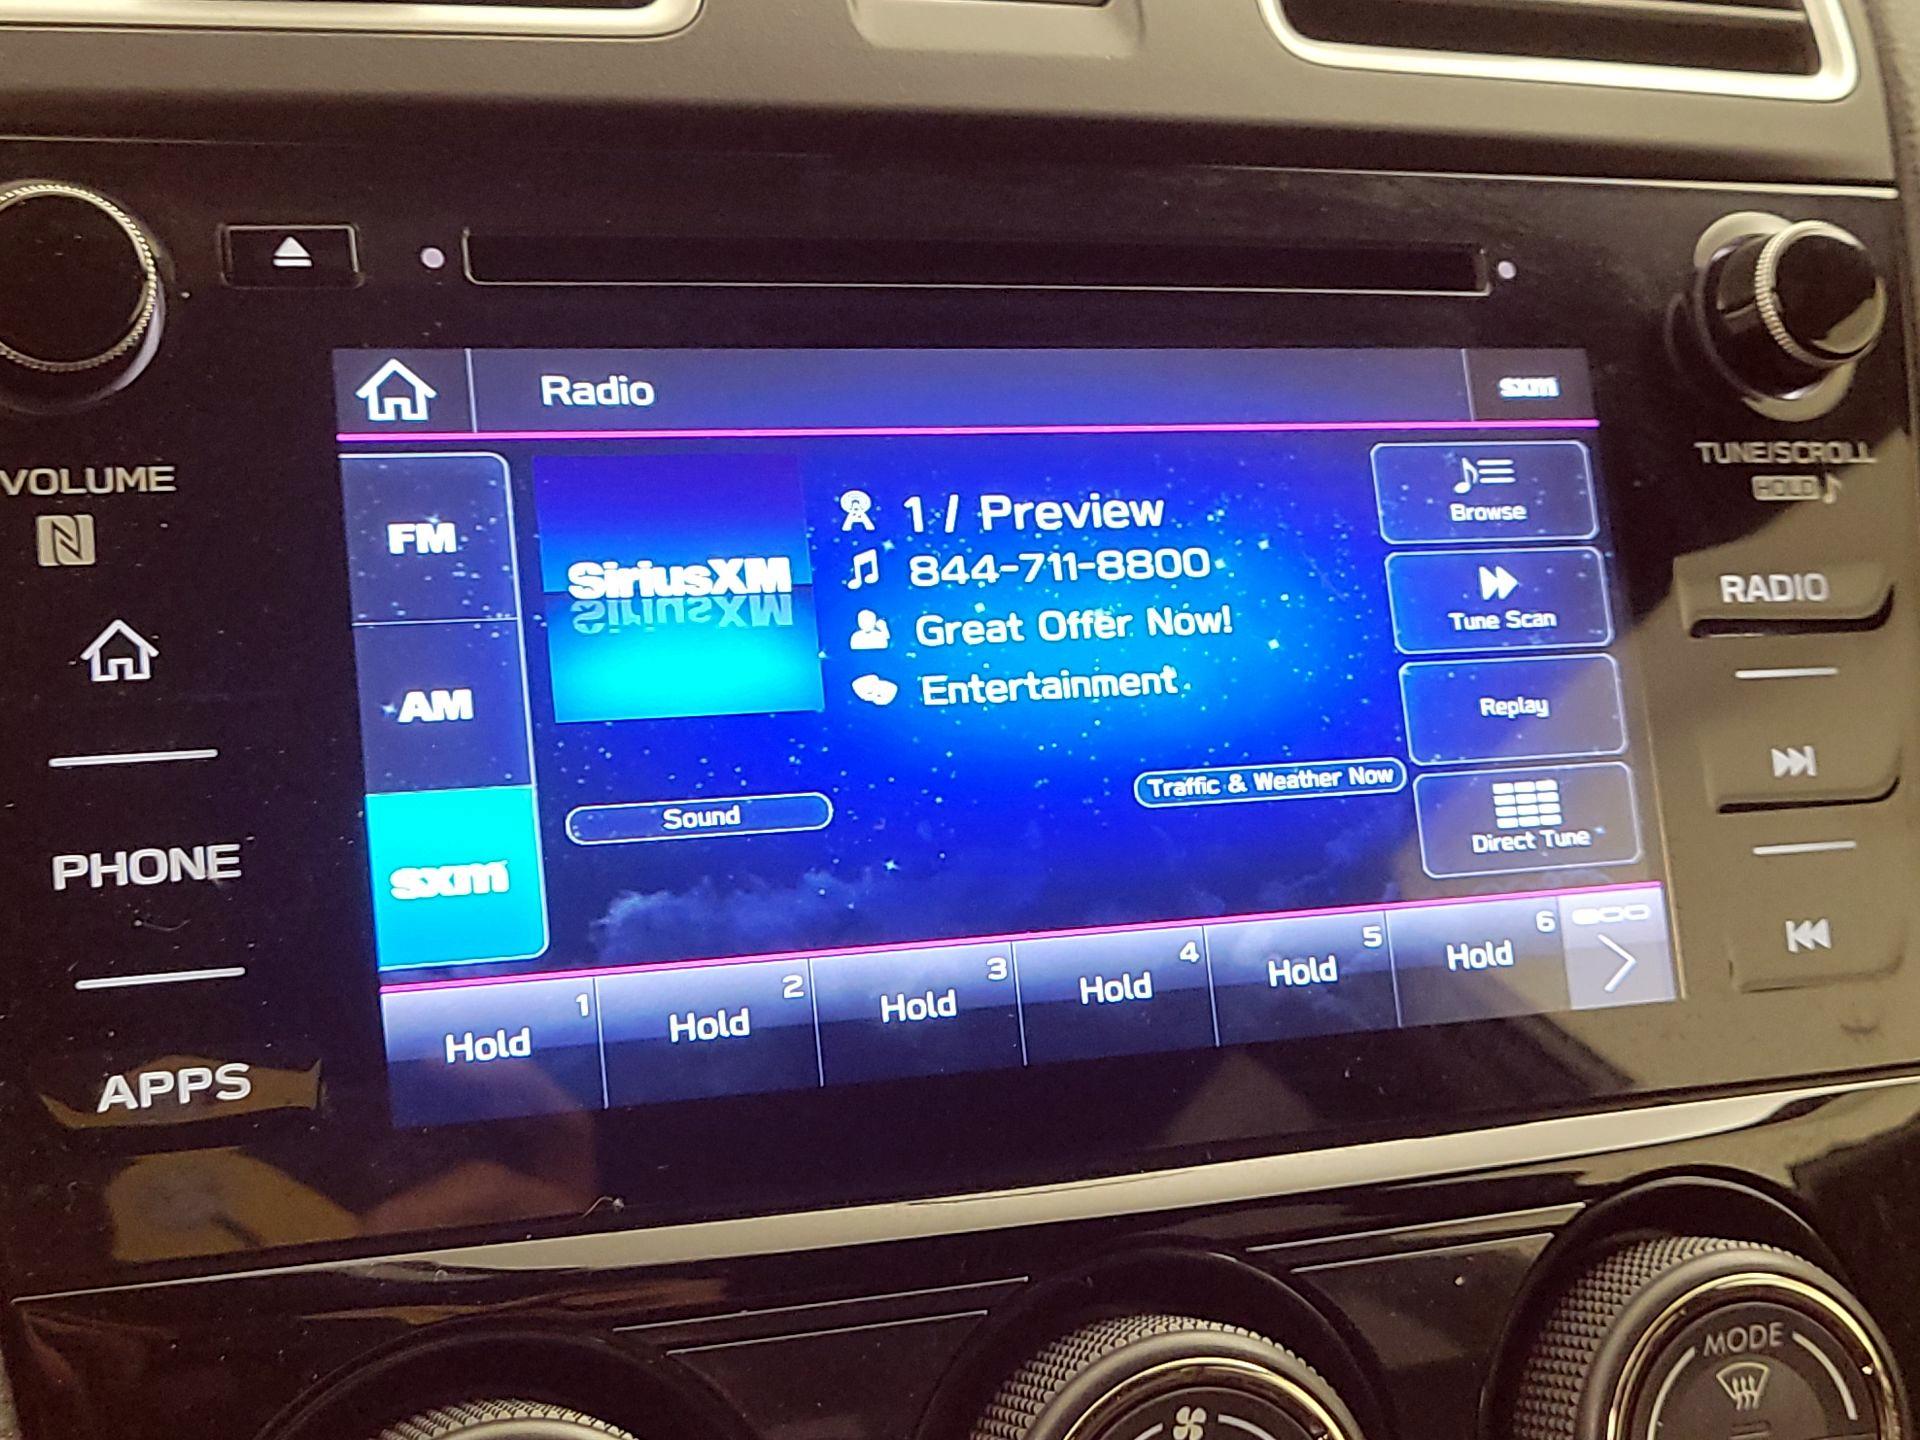 Radio
sxm
VOLUME
N
TUNE/SCROLL
HOLD
FM
AM
sxm
SiriusXM
1 / Preview
844-711-8800
Great Offer Now!
Entertainment
Sound
Traffic & Weather Now
Browse
Tune Scan
Replay
Direct Tune
RADIO
PHONE
APPS
1
Hold
2
Hold
3
Hold
4
Hold
5
Hold
6
Hold
MODE